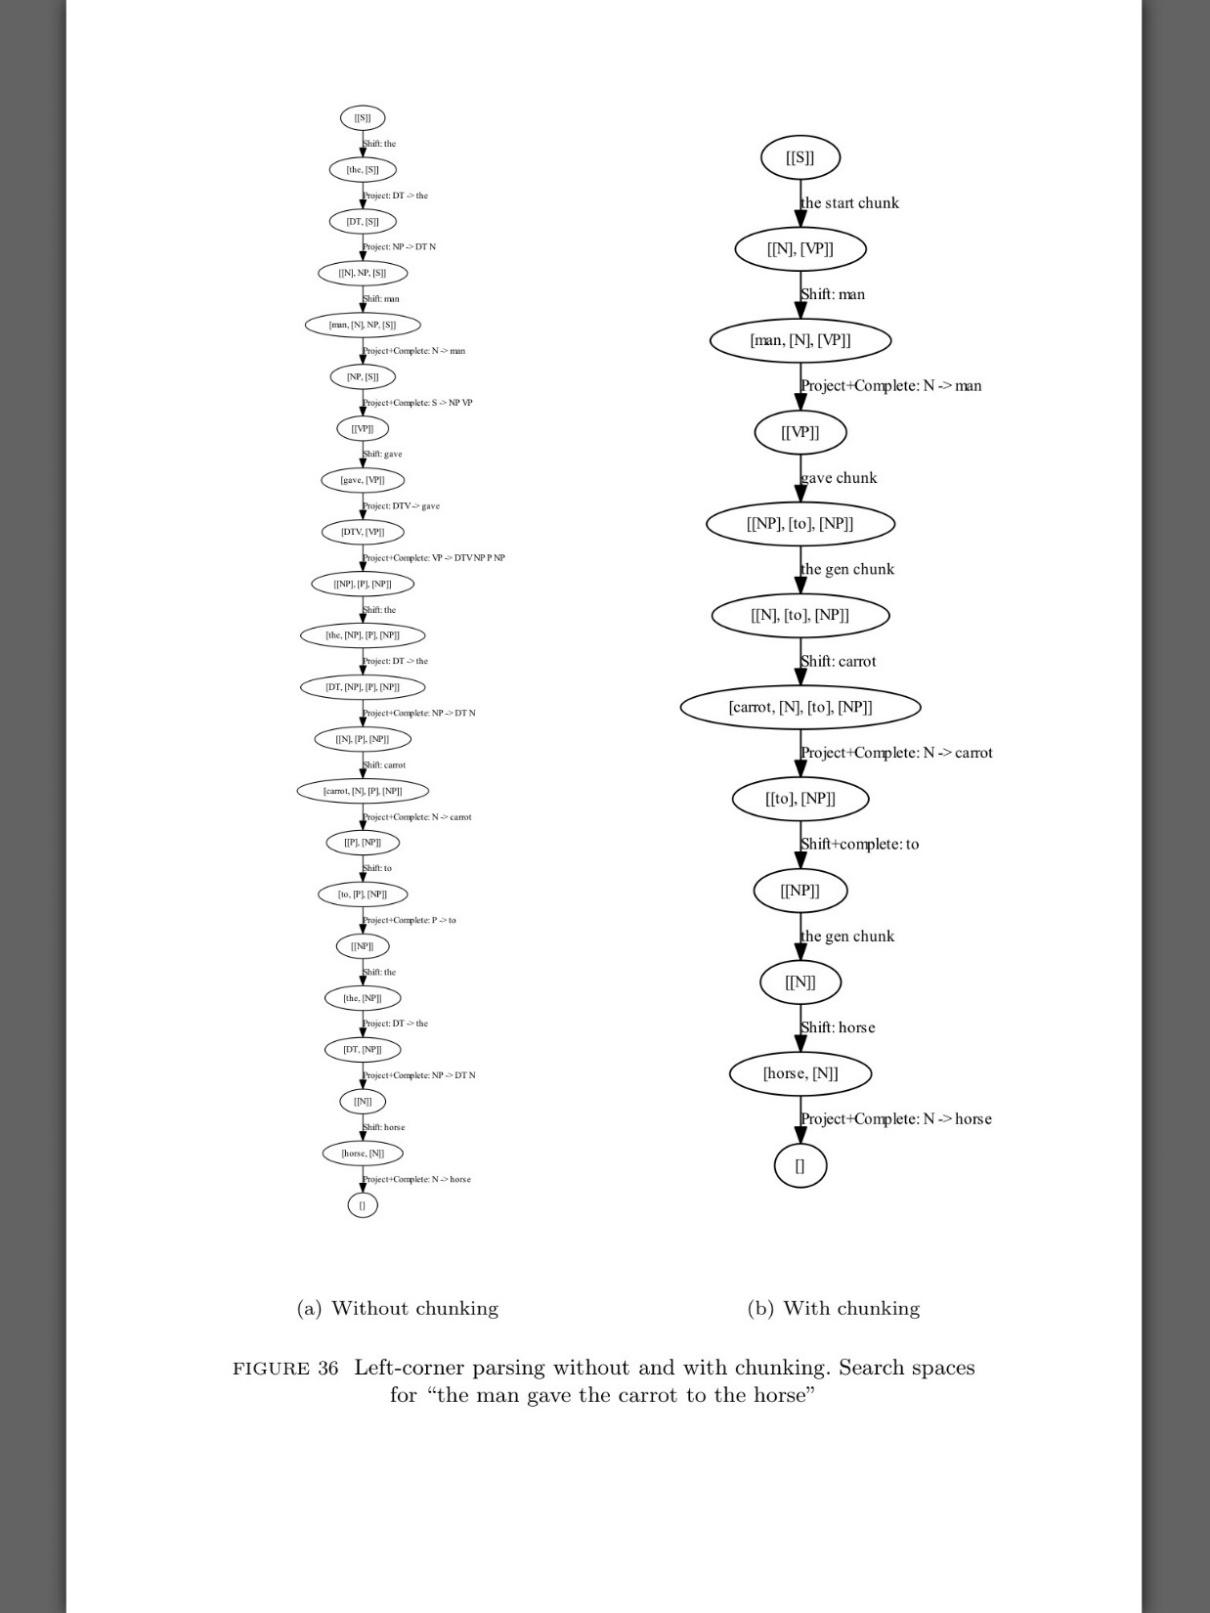 [[S]]
Shift: the
[the, [S]]
Project: DT -> the
[DT, [S]]
Project: NP -> DT N
[[N], NP, [S]]
Shift: man
[man, [N], NP, [S]]
Project+Complete: N -> man
[NP, [S]]
Project+Complete: S -> NP VP
[[VP]]
Shift: gave
[gave, [VP]]
Project: DTV -> gave
[DTV, [VP]]
Project+Complete: VP -> DTV NP P NP
[[NP], [P], [NP]]
Shift: the
[the, [NP], [P], [NP]]
Project: DT -> the
[DT, [NP], [P], [NP]]
Project+Complete: NP -> DT N
[[N], [P], [NP]]
Shift: carrot
[carrot, [N], [P], [NP]]
Project+Complete: N -> carrot
[[P], [NP]]
Shift: to
[to, [P], [NP]]
Project+Complete: P -> to
[[NP]]
Shift: the
[the, [NP]]
Project: DT -> the
[DT, [NP]]
Project+Complete: NP -> DT N
[[N]]
Shift: horse
[horse, [N]]
Project+Complete: N -> horse
[]
(a) Without chunking
[[S]]
the start chunk
[[N], [VP]]
Shift: man
[man, [N], [VP]]
Project+Complete: N -> man
[[VP]]
gave chunk
[[NP], [to], [NP]]
the gen chunk
[[N], [to], [NP]]
Shift: carrot
[carrot, [N], [to], [NP]]
Project+Complete: N -> carrot
[[to], [NP]]
Shift+complete: to
[[NP]]
the gen chunk
[[N]]
Shift: horse
[horse, [N]]
Project+Complete: N -> horse
[]
(b) With chunking
FIGURE 36 Left-corner parsing without and with chunking. Search spaces
for “the man gave the carrot to the horse”